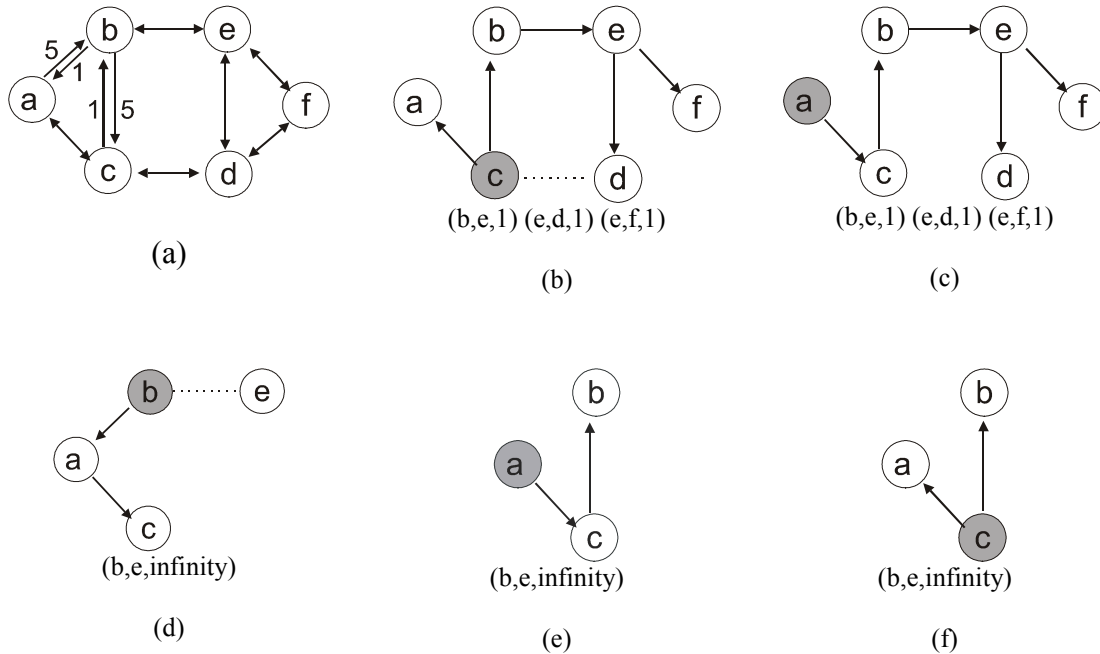 b e
5
1
a 1 5 f
c d
(a)
b e
a f
c d
(b,e,1) (e,d,1) (e,f,1)
(b)
b e
a f
c d
(b,e,1) (e,d,1) (e,f,1)
(c)
b e
a
c
(b,e,infinity)
(d)
b
a
c
(b,e,infinity)
(e)
b
a
c
(b,e,infinity)
(f)